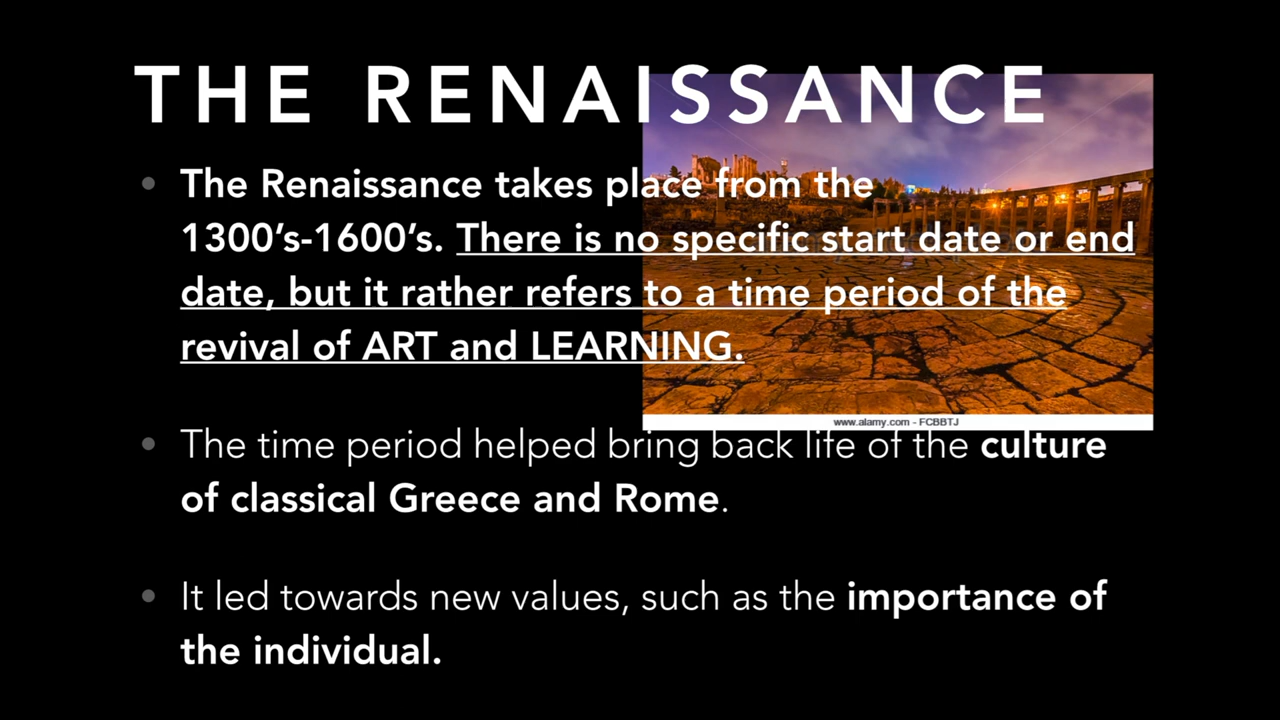 THE RENAISSANCE
• The Renaissance takes place from the
1300’s-1600’s. There is no specific start date or end
date, but it rather refers to a time period of the
revival of ART and LEARNING.
www.alamy.com - FCBBTJ
• The time period helped bring back life of the culture
of classical Greece and Rome.
• It led towards new values, such as the importance of
the individual.